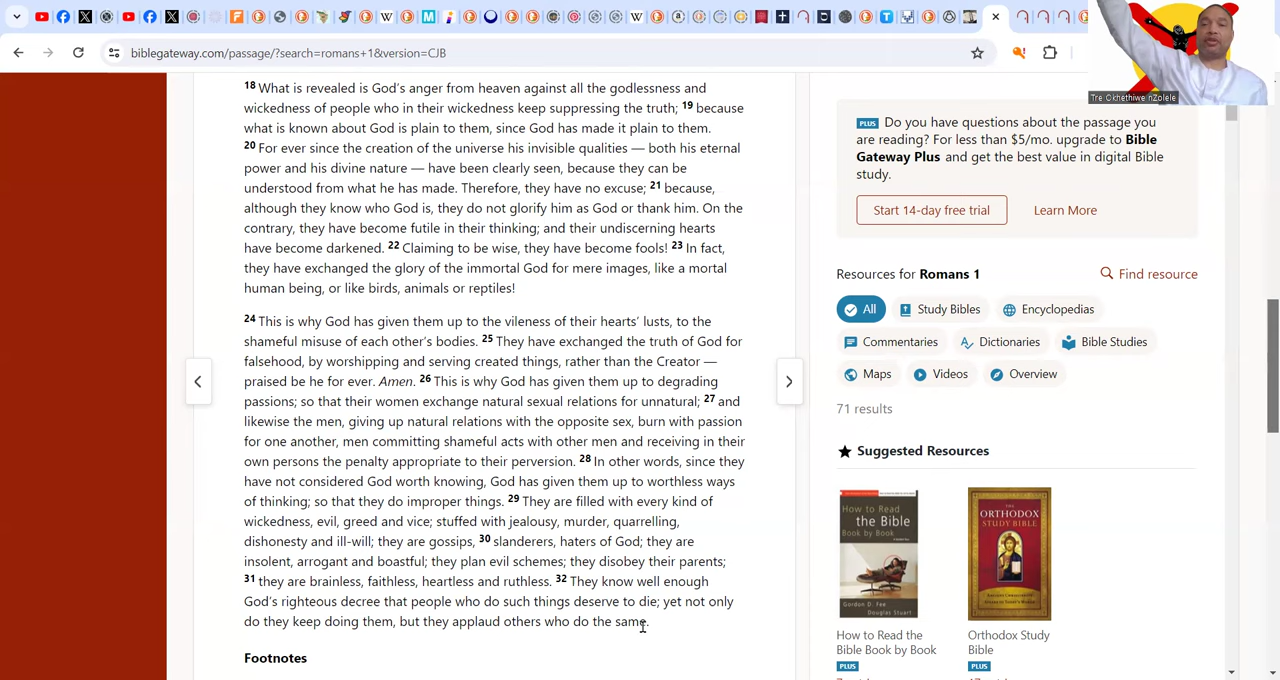 biblegateway.com/passage/?search=romans+1&version=CJB
Tre Okhethiwe nZolele
18 What is revealed is God's anger from heaven against all the godlessness and
wickedness of people who in their wickedness keep suppressing the truth; 19 because
what is known about God is plain to them, since God has made it plain to them.
20 For ever since the creation of the universe his invisible qualities — both his eternal
power and his divine nature — have been clearly seen, because they can be
understood from what he has made. Therefore, they have no excuse; 21 because,
although they know who God is, they do not glorify him as God or thank him. On the
contrary, they have become futile in their thinking; and their undiscerning hearts
have become darkened. 22 Claiming to be wise, they have become fools! 23 In fact,
they have exchanged the glory of the immortal God for mere images, like a mortal
human being, or like birds, animals or reptiles!
24 This is why God has given them up to the vileness of their hearts' lusts, to the
shameful misuse of each other's bodies. 25 They have exchanged the truth of God for
falsehood, by worshipping and serving created things, rather than the Creator —
praised be he for ever. Amen. 26 This is why God has given them up to degrading
passions; so that their women exchange natural sexual relations for unnatural; 27 and
likewise the men, giving up natural relations with the opposite sex, burn with passion
for one another, men committing shameful acts with other men and receiving in their
own persons the penalty appropriate to their perversion. 28 In other words, since they
have not considered God worth knowing, God has given them up to worthless ways
of thinking; so that they do improper things. 29 They are filled with every kind of
wickedness, evil, greed and vice; stuffed with jealousy, murder, quarrelling,
dishonesty and ill-will; they are gossips, 30 slanderers, haters of God; they are
insolent, arrogant and boastful; they plan evil schemes; they disobey their parents;
31 they are brainless, faithless, heartless and ruthless. 32 They know well enough
God's righteous decree that people who do such things deserve to die; yet not only
do they keep doing them, but they applaud others who do the same.
Footnotes
PLUS Do you have questions about the passage you
are reading? For less than $5/mo. upgrade to Bible
Gateway Plus and get the best value in digital Bible
study.
Start 14-day free trial
Learn More
Resources for Romans 1
Find resource
All
Study Bibles
Encyclopedias
Commentaries
Dictionaries
Bible Studies
Maps
Videos
Overview
71 results
Suggested Resources
How to Read
the Bible
Book by Book
Gordon D. Fee
Douglas Stuart
THE
ORTHODOX
STUDY BIBLE
How to Read the
Bible Book by Book
PLUS
Orthodox Study
Bible
PLUS